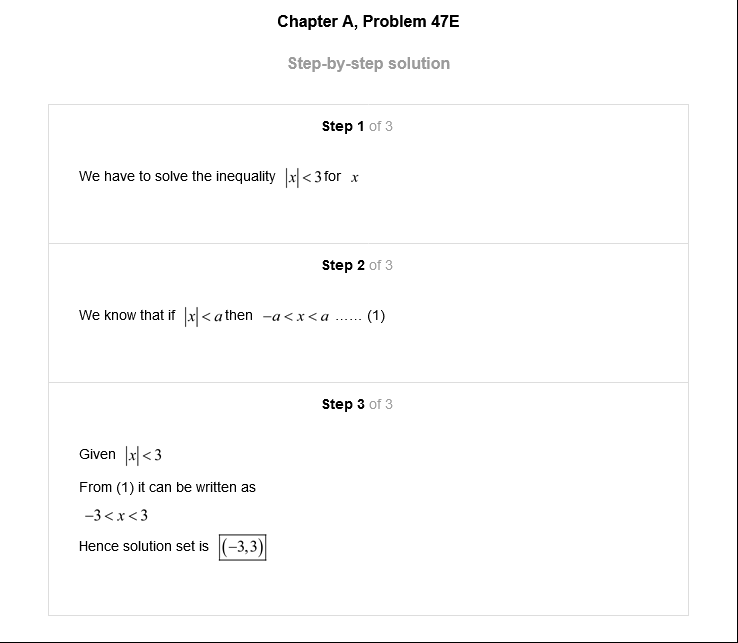 Chapter A, Problem 47E
Step-by-step solution
Step 1 of 3
We have to solve the inequality |x| < 3 for x
Step 2 of 3
We know that if |x| < a then −a < x < a ...... (1)
Step 3 of 3
Given |x| < 3
From (1) it can be written as
−3 < x < 3
Hence solution set is (−3,3)